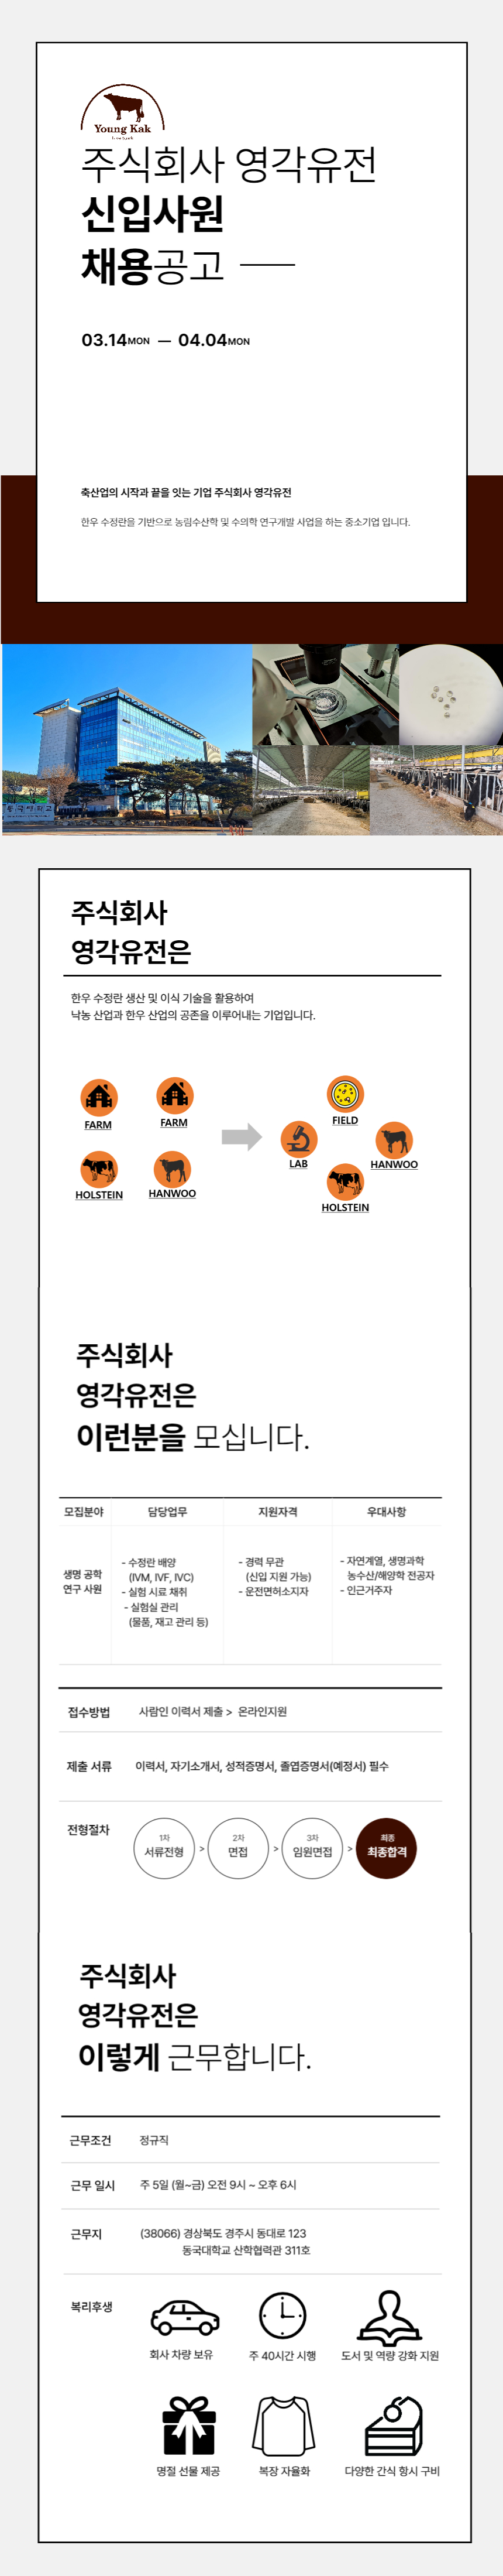 Young Kak
주식회사 영각유전
신입사원
채용공고
03.14MON — 04.04MON
축산업의 시작과 끝을 잇는 기업 주식회사 영각유전
한우 수정란을 기반으로 농림수산학 및 수의학 연구개발 사업을 하는 중소기업 입니다.
주식회사
영각유전은
한우 수정란 생산 및 이식 기술을 활용하여
낙농 산업과 한우 산업의 공존을 이루어내는 기업입니다.
FARM
FARM
HOLSTEIN
HANWOO
FIELD
LAB
HANWOO
HOLSTEIN
주식회사
영각유전은
이런분을 모십니다.
모집분야 담당업무 지원자격 우대사항
생명 공학
연구 사원
- 수정란 배양
(IVM, IVF, IVC)
- 실험 시료 채취
- 실험실 관리
(물품, 재고 관리 등)
- 경력 무관
(신입 지원 가능)
- 운전면허소지자
- 자연계열, 생명과학
농수산/해양학 전공자
- 인근거주자
접수방법 사람인 이력서 제출 > 온라인지원
제출 서류 이력서, 자기소개서, 성적증명서, 졸업증명서(예정서) 필수
전형절차
1차
서류전형
>
2차
면접
>
3차
임원면접
>
최종
최종합격
주식회사
영각유전은
이렇게 근무합니다.
근무조건 정규직
근무 일시 주 5일 (월~금) 오전 9시 ~ 오후 6시
근무지 (38066) 경상북도 경주시 동대로 123
동국대학교 산학협력관 311호
복리후생
회사 차량 보유 주 40시간 시행 도서 및 역량 강화 지원
명절 선물 제공 복장 자율화 다양한 간식 항시 구비